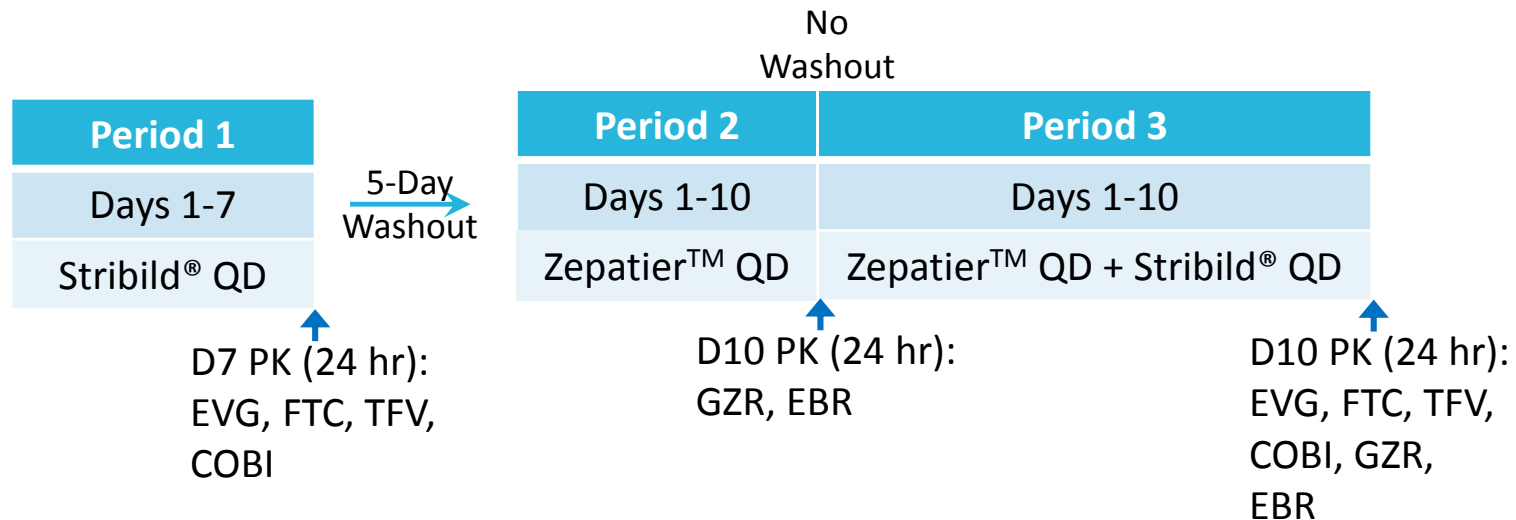 No
Washout
Period 1
Days 1-7
Stribild® QD
5-Day
Washout
Period 2
Days 1-10
Zepatier™ QD
Period 3
Days 1-10
Zepatier™ QD + Stribild® QD
D7 PK (24 hr):
EVG, FTC, TFV,
COBI
D10 PK (24 hr):
GZR, EBR
D10 PK (24 hr):
EVG, FTC, TFV,
COBI, GZR,
EBR